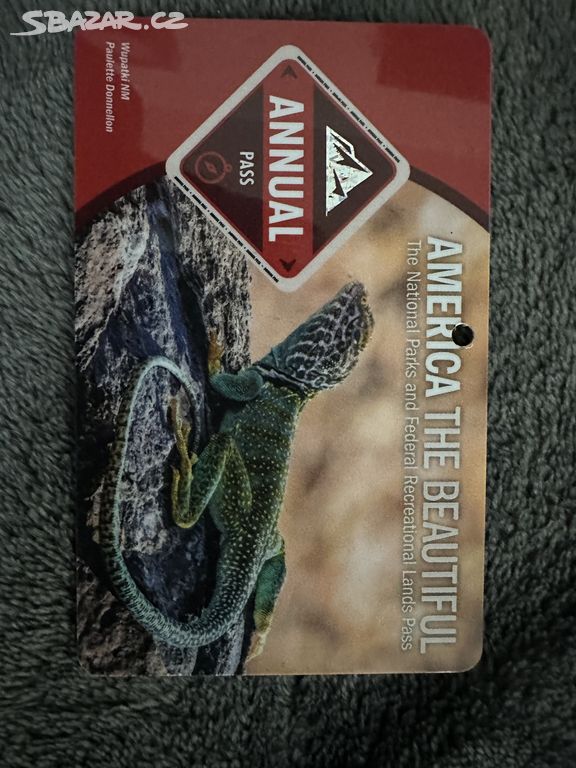 SBAZAR.CZ
AMERICA THE BEAUTIFUL
The National Parks and Federal Recreational Lands Pass
ANNUAL
PASS
Wupatki NM
Paulette Donnellon